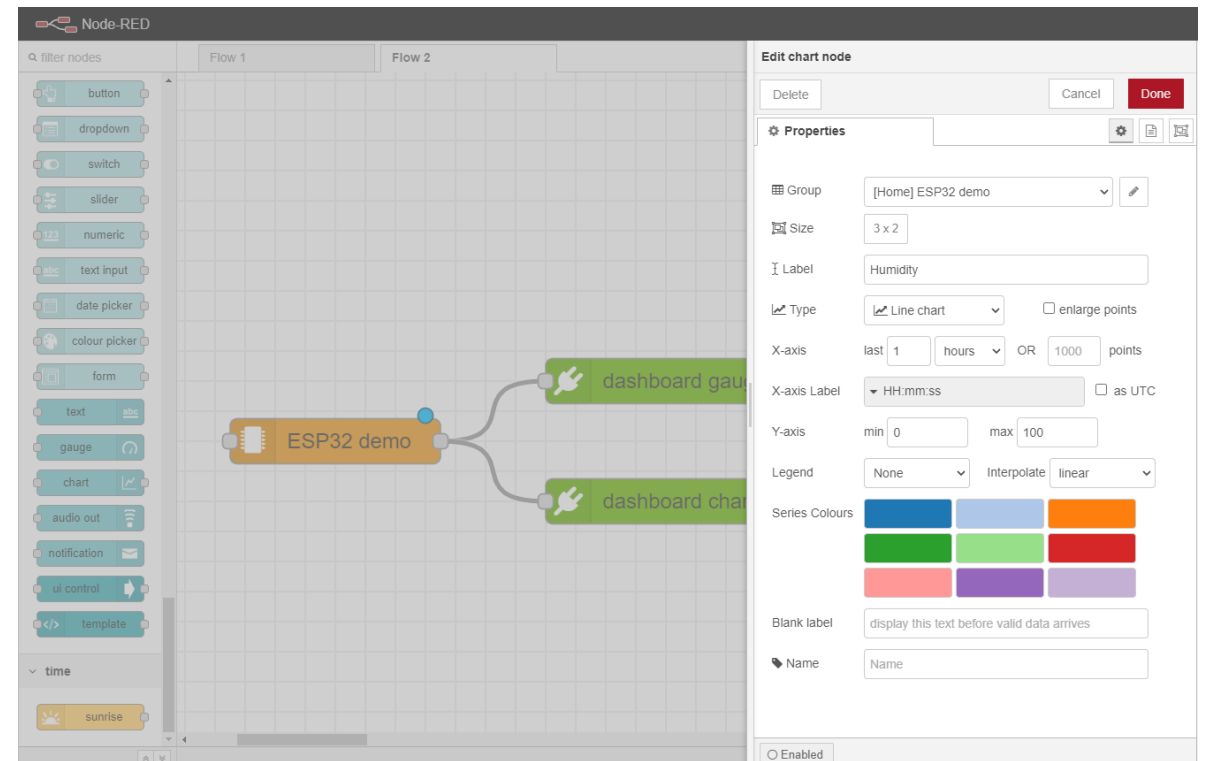 Node-RED
filter nodes
Flow 1
Flow 2
button
dropdown
switch
slider
123 numeric
abc text input
date picker
colour picker
form
text abc
gauge
chart
audio out
notification
ui control
</> template
time
sunrise
ESP32 demo
dashboard gau
dashboard char
Edit chart node
Delete Cancel Done
Properties
Group [Home] ESP32 demo
Size 3 x 2
Label Humidity
Type Line chart enlarge points
X-axis last 1 hours OR 1000 points
X-axis Label HH:mm:ss as UTC
Y-axis min 0 max 100
Legend None Interpolate linear
Series Colours
Blank label display this text before valid data arrives
Name Name
Enabled